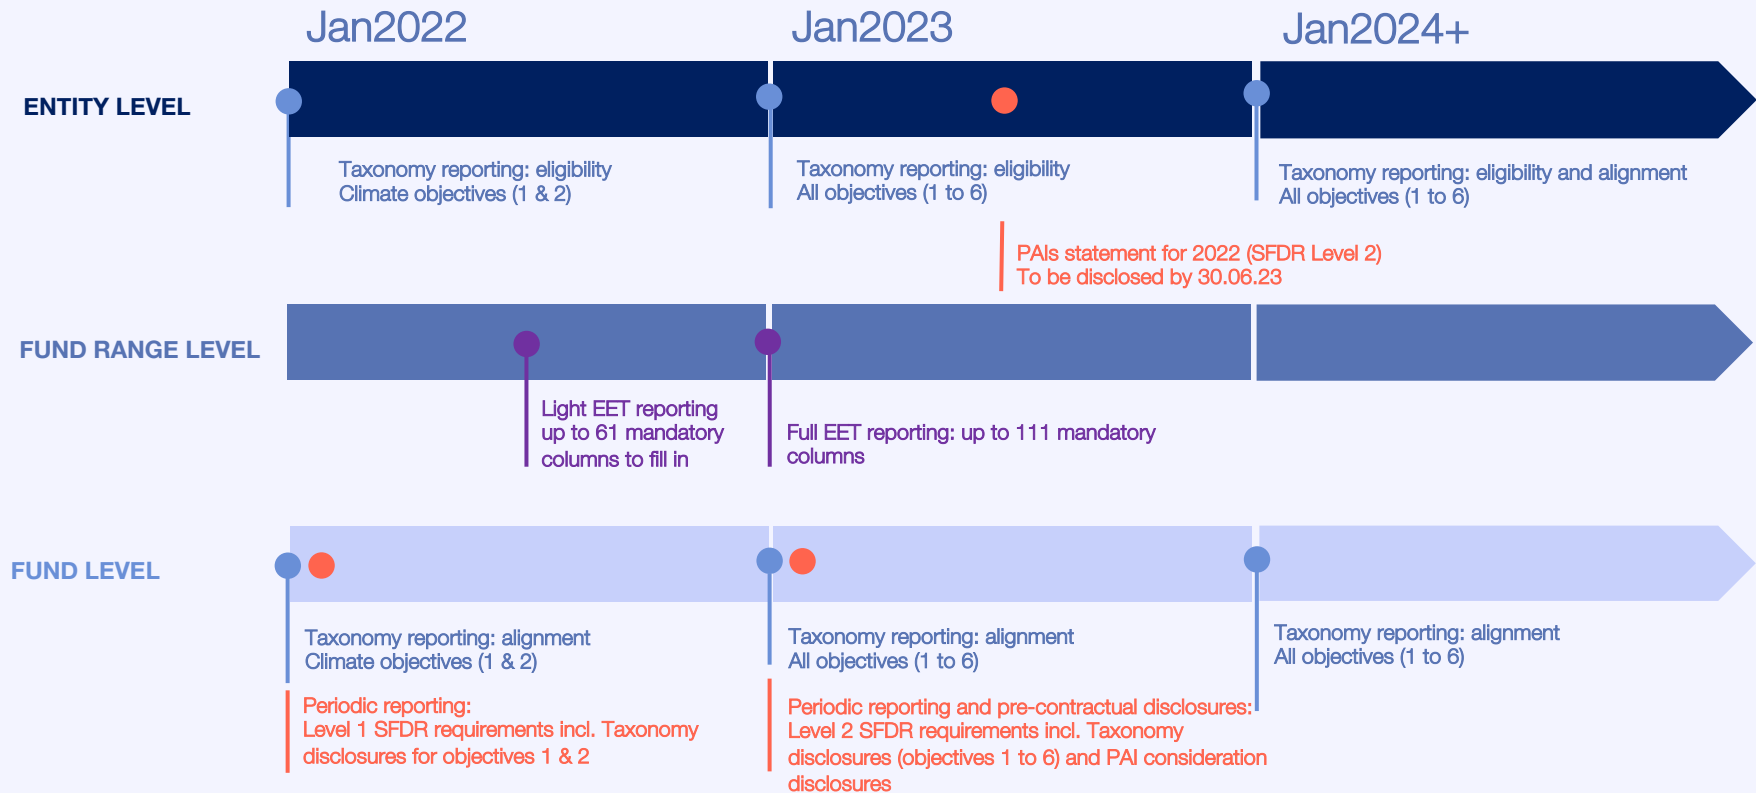 Jan2022
Jan2023
Jan2024+
ENTITY LEVEL
Taxonomy reporting: eligibility
Climate objectives (1 & 2)
Taxonomy reporting: eligibility
All objectives (1 to 6)
Taxonomy reporting: eligibility and alignment
All objectives (1 to 6)
PAIs statement for 2022 (SFDR Level 2)
To be disclosed by 30.06.23
FUND RANGE LEVEL
Light EET reporting
up to 61 mandatory
columns to fill in
Full EET reporting: up to 111 mandatory
columns
FUND LEVEL
Taxonomy reporting: alignment
Climate objectives (1 & 2)
Taxonomy reporting: alignment
All objectives (1 to 6)
Taxonomy reporting: alignment
All objectives (1 to 6)
Periodic reporting:
Level 1 SFDR requirements incl. Taxonomy
disclosures for objectives 1 & 2
Periodic reporting and pre-contractual disclosures:
Level 2 SFDR requirements incl. Taxonomy
disclosures (objectives 1 to 6) and PAI consideration
disclosures